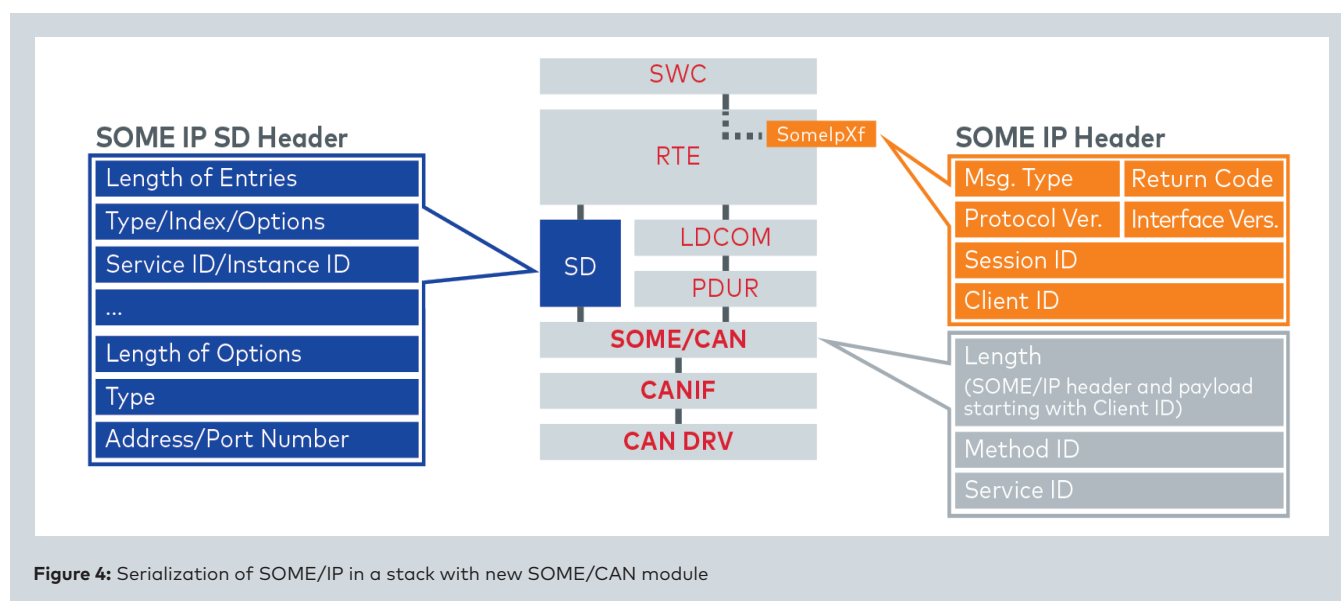 SOME IP SD Header
Length of Entries
Type/Index/Options
Service ID/Instance ID
...
Length of Options
Type
Address/Port Number
SWC
RTE
SomeIpXf
SD
LDCOM
PDUR
SOME/CAN
CANIF
CAN DRV
SOME IP Header
Msg. Type
Return Code
Protocol Ver.
Interface Vers.
Session ID
Client ID
Length
(SOME/IP header and payload
starting with Client ID)
Method ID
Service ID
Figure 4: Serialization of SOME/IP in a stack with new SOME/CAN module